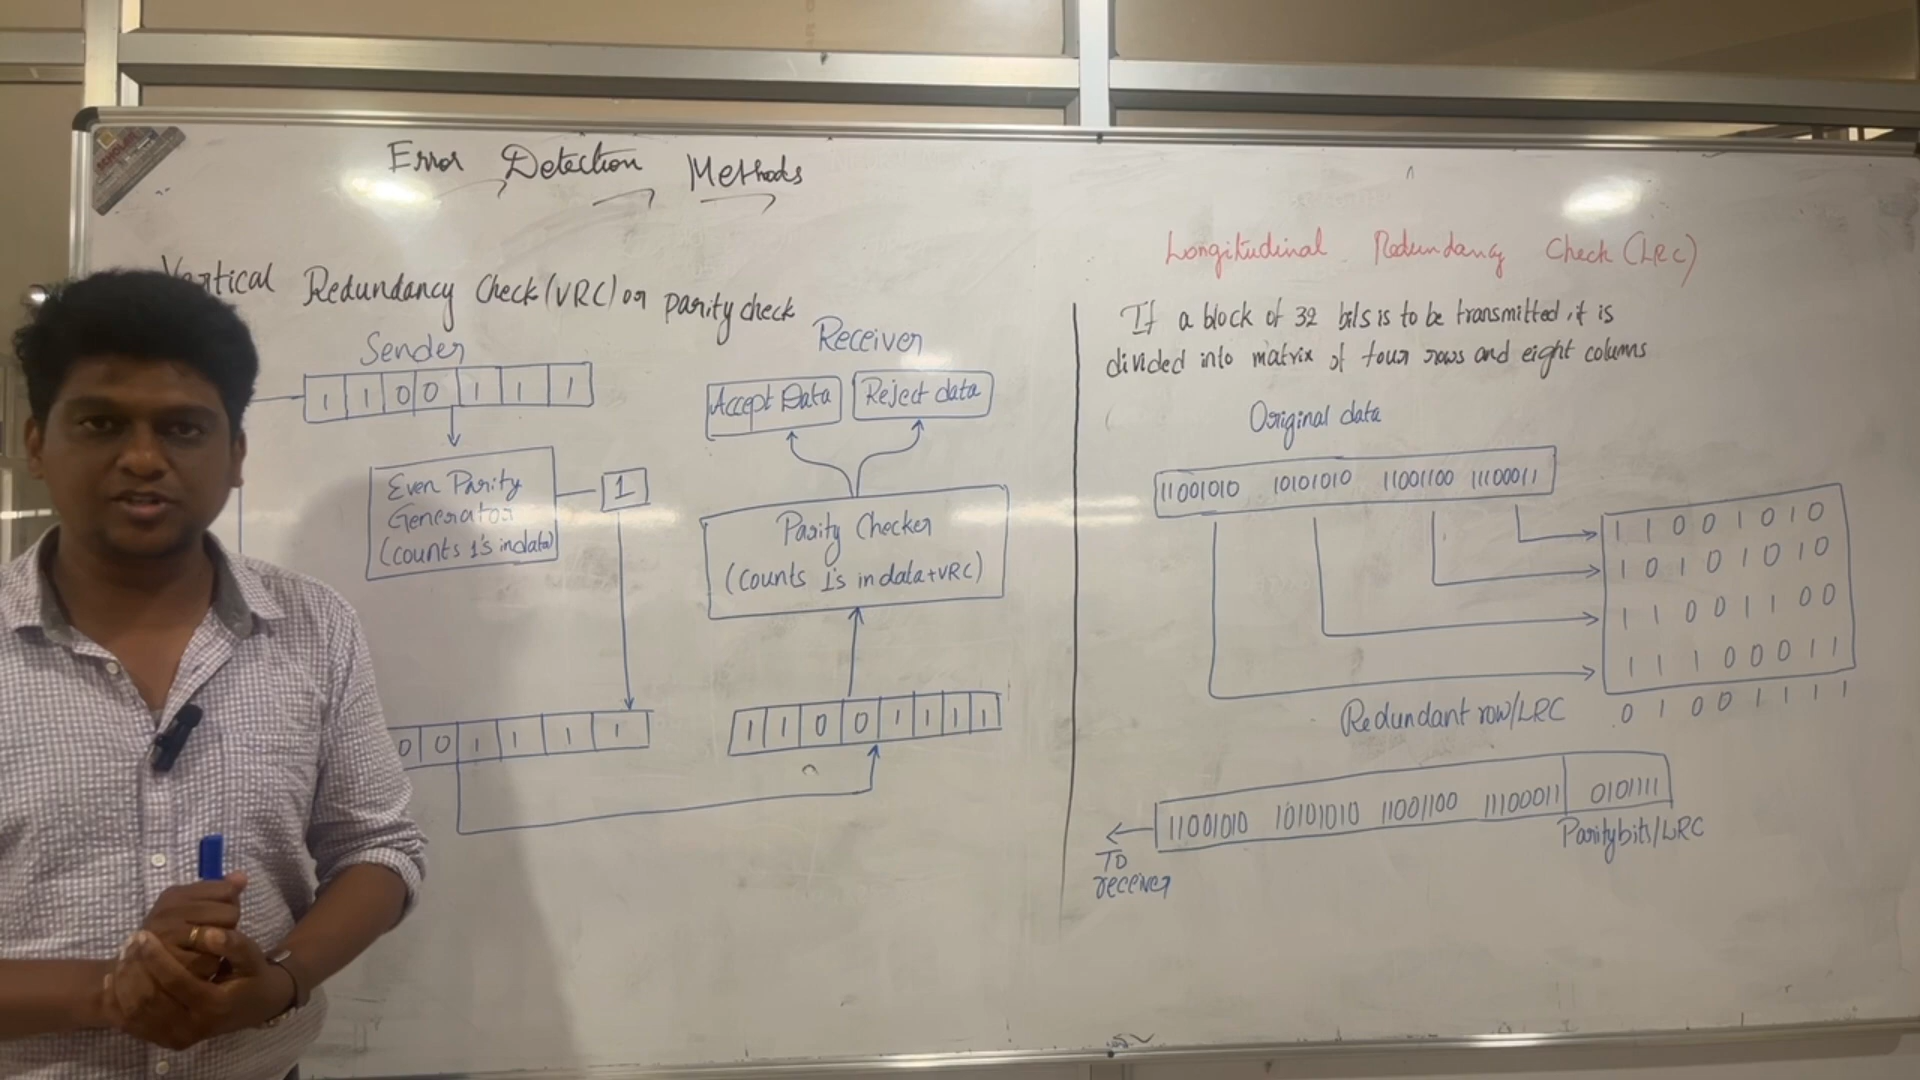 Error Detection Methods
Vertical Redundancy Check (VRC) or parity check
Sender
1 1 0 0 1 1 1
Even Parity
Generator
(counts 1's in data)
1
0 0 1 1 1 1
Receiver
Accept Data
Reject data
Parity Checker
(counts 1's in data+VRC)
1 1 0 0 1 1 1 1
Longitudinal Redundancy Check (LRC)
If a block of 32 bits is to be transmitted, it is
divided into matrix of four rows and eight columns
Original data
11001010 10101010 11001100 11100011
1 1 0 0 1 0 1 0
1 0 1 0 1 0 1 0
1 1 0 0 1 1 0 0
1 1 1 0 0 0 1 1
Redundant row/LRC
0 1 0 0 1 1 1 1
11001010 10101010 11001100 11100011 0101111
Parity bits/LRC
TO
receiver